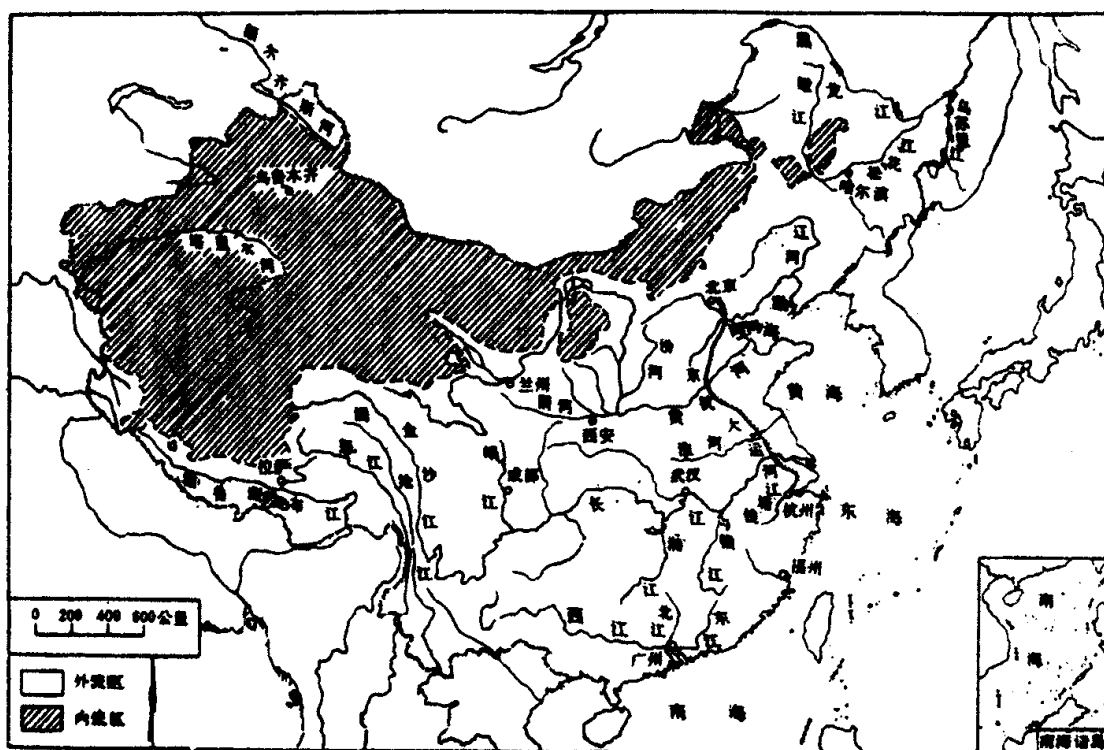 额尔齐斯河
黑龙江
嫩江
乌苏里江
松花江
哈尔滨
乌鲁木齐
塔里木河
辽河
北京
渤海
汾河
兰州
渭河
京杭大运河
黄河
黄海
西安
淮河
拉萨
怒江
澜沧江
金沙江
岷江
成都
武汉
长江
钱塘江
杭州
东海
雅鲁藏布江
湘江
赣江
福州
西江
北江
东江
广州
南海
0 200 400 600公里
外流区
内流区
南海
南海诸岛